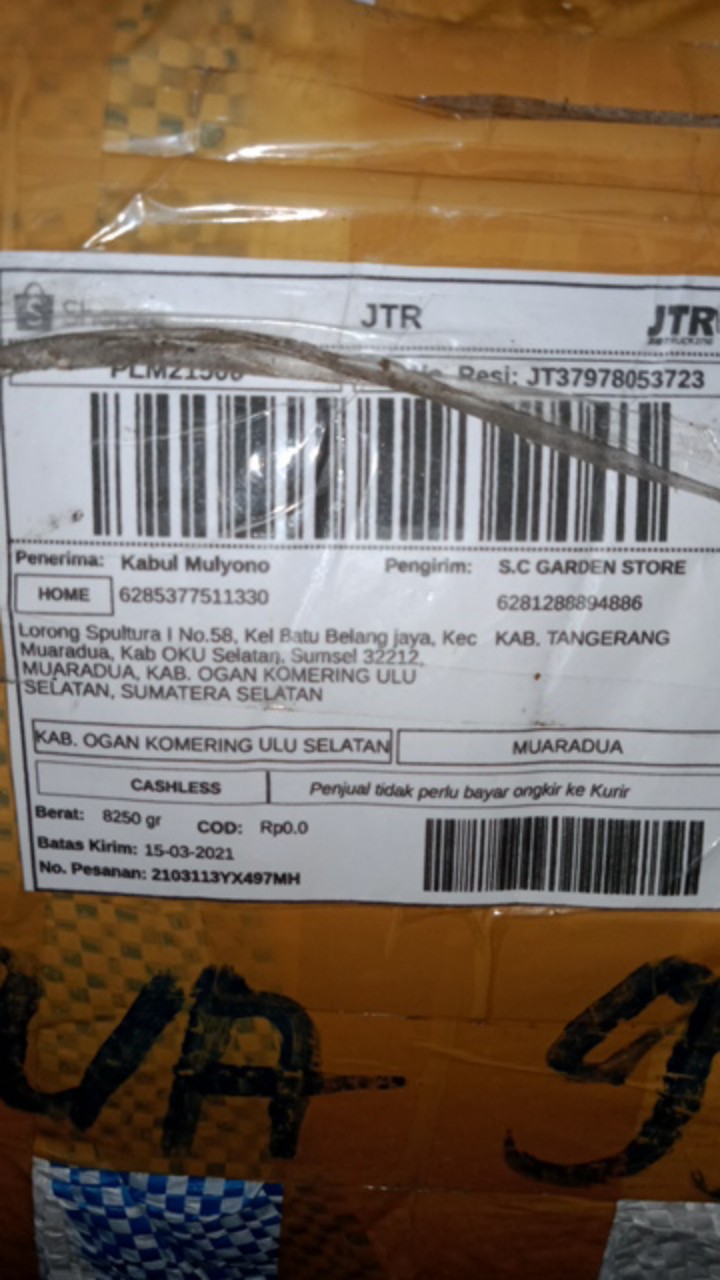 JTR
JTR
No. Resi: JT37978053723
Penerima: Kabul Mulyono Pengirim: S.C GARDEN STORE
HOME 6285377511330 6281288894886
Lorong Spultura I No.58, Kel Batu Belang jaya, Kec KAB. TANGERANG
Muaradua, Kab OKU Selatan, Sumsel 32212,
MUARADUA, KAB. OGAN KOMERING ULU
SELATAN, SUMATERA SELATAN
KAB. OGAN KOMERING ULU SELATAN MUARADUA
CASHLESS Penjual tidak perlu bayar ongkir ke Kurir
Berat: 8250 gr COD: Rp0.0
Batas Kirim: 15-03-2021
No. Pesanan: 2103113YX497MH